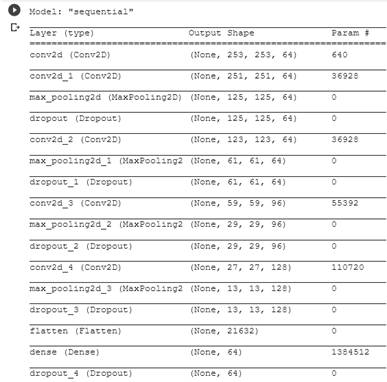 Model: "sequential"
Layer (type) Output Shape Param #
conv2d (Conv2D) (None, 253, 253, 64) 640
conv2d_1 (Conv2D) (None, 251, 251, 64) 36928
max_pooling2d (MaxPooling2D) (None, 125, 125, 64) 0
dropout (Dropout) (None, 125, 125, 64) 0
conv2d_2 (Conv2D) (None, 123, 123, 64) 36928
max_pooling2d_1 (MaxPooling2 (None, 61, 61, 64) 0
dropout_1 (Dropout) (None, 61, 61, 64) 0
conv2d_3 (Conv2D) (None, 59, 59, 96) 55392
max_pooling2d_2 (MaxPooling2 (None, 29, 29, 96) 0
dropout_2 (Dropout) (None, 29, 29, 96) 0
conv2d_4 (Conv2D) (None, 27, 27, 128) 110720
max_pooling2d_3 (MaxPooling2 (None, 13, 13, 128) 0
dropout_3 (Dropout) (None, 13, 13, 128) 0
flatten (Flatten) (None, 21632) 0
dense (Dense) (None, 64) 1384512
dropout_4 (Dropout) (None, 64) 0